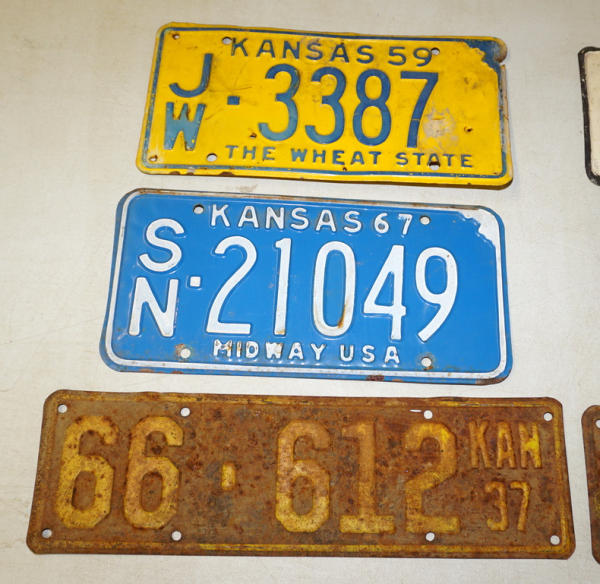 KANSAS 59
JW·3387
THE WHEAT STATE
KANSAS 67
SN·21049
MIDWAY USA
66·612 KAN 37